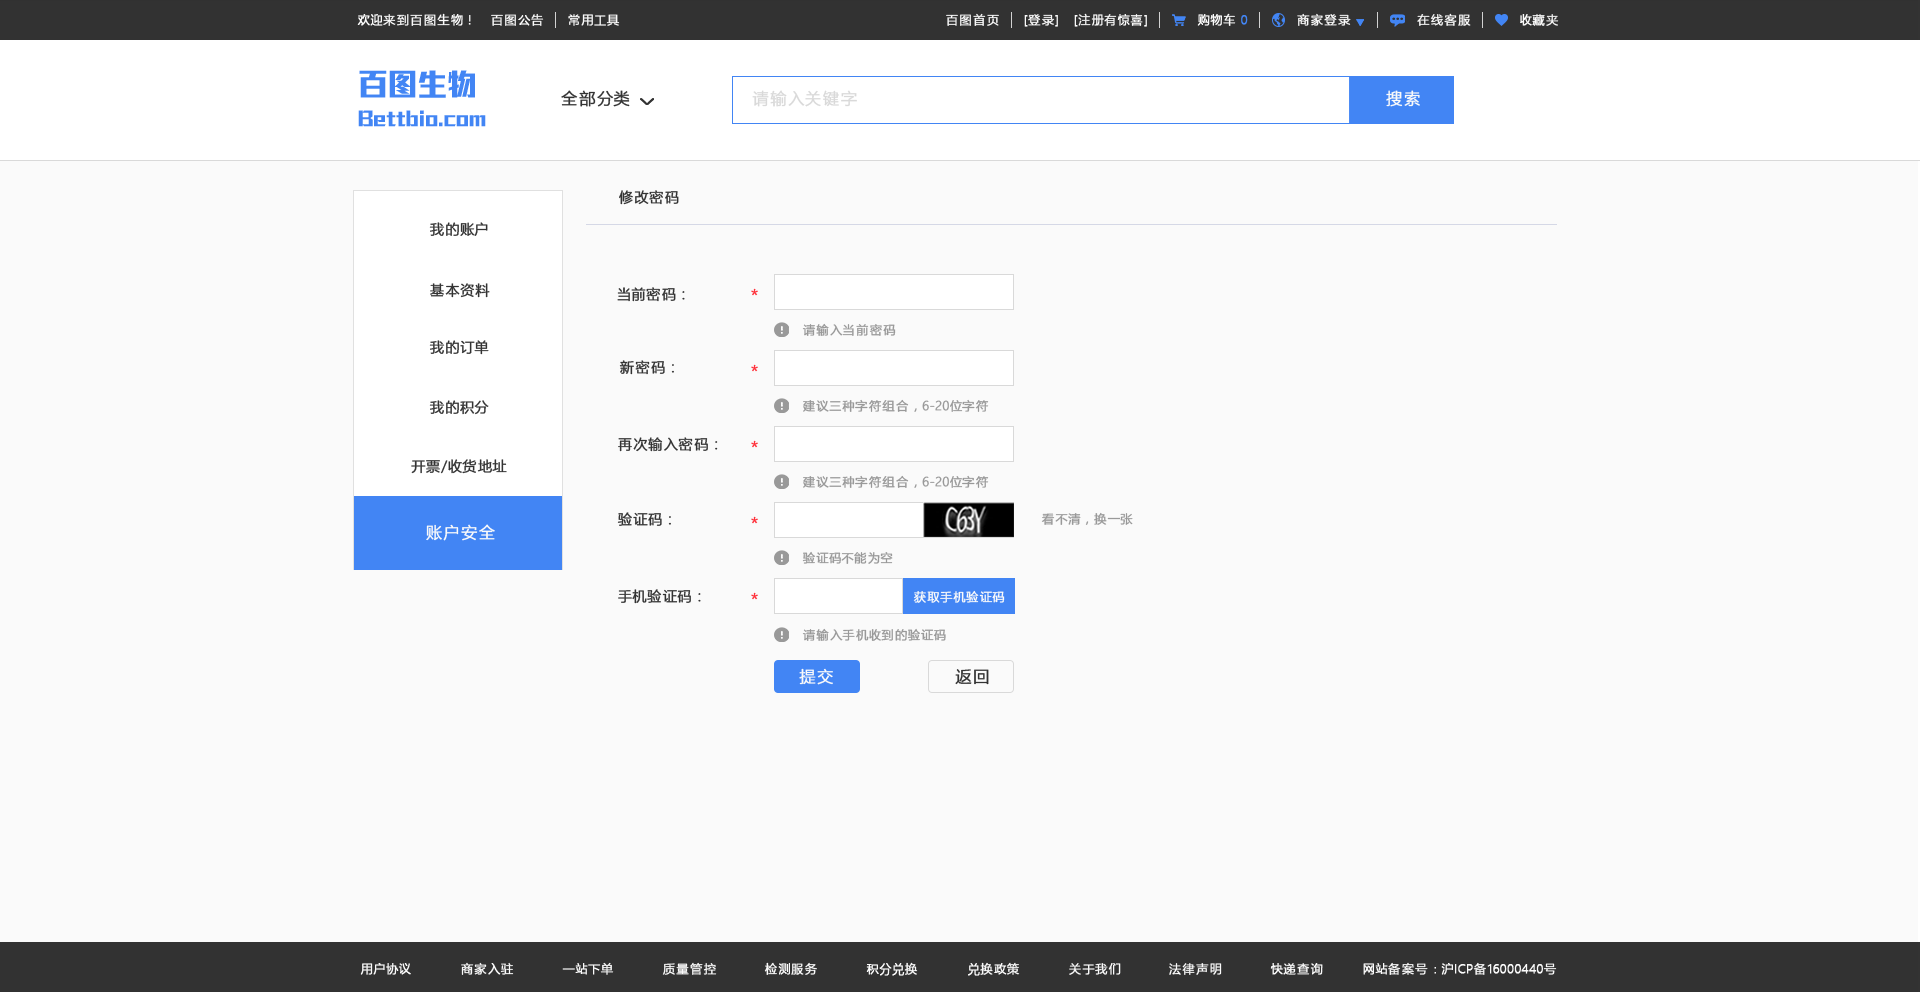 欢迎来到百图生物！ 百图公告 常用工具 百图首页 [登录] [注册有惊喜] 购物车 0 商家登录 在线客服 收藏夹
百图生物
Bettbio.com
全部分类
请输入关键字
搜索
修改密码
我的账户
基本资料
我的订单
我的积分
开票/收货地址
账户安全
当前密码： *
请输入当前密码
新密码： *
建议三种字符组合，6-20位字符
再次输入密码： *
建议三种字符组合，6-20位字符
验证码： * C63Y 看不清，换一张
验证码不能为空
手机验证码： * 获取手机验证码
请输入手机收到的验证码
提交 返回
用户协议 商家入驻 一站下单 质量管控 检测服务 积分兑换 兑换政策 关于我们 法律声明 快递查询 网站备案号：沪ICP备16000440号